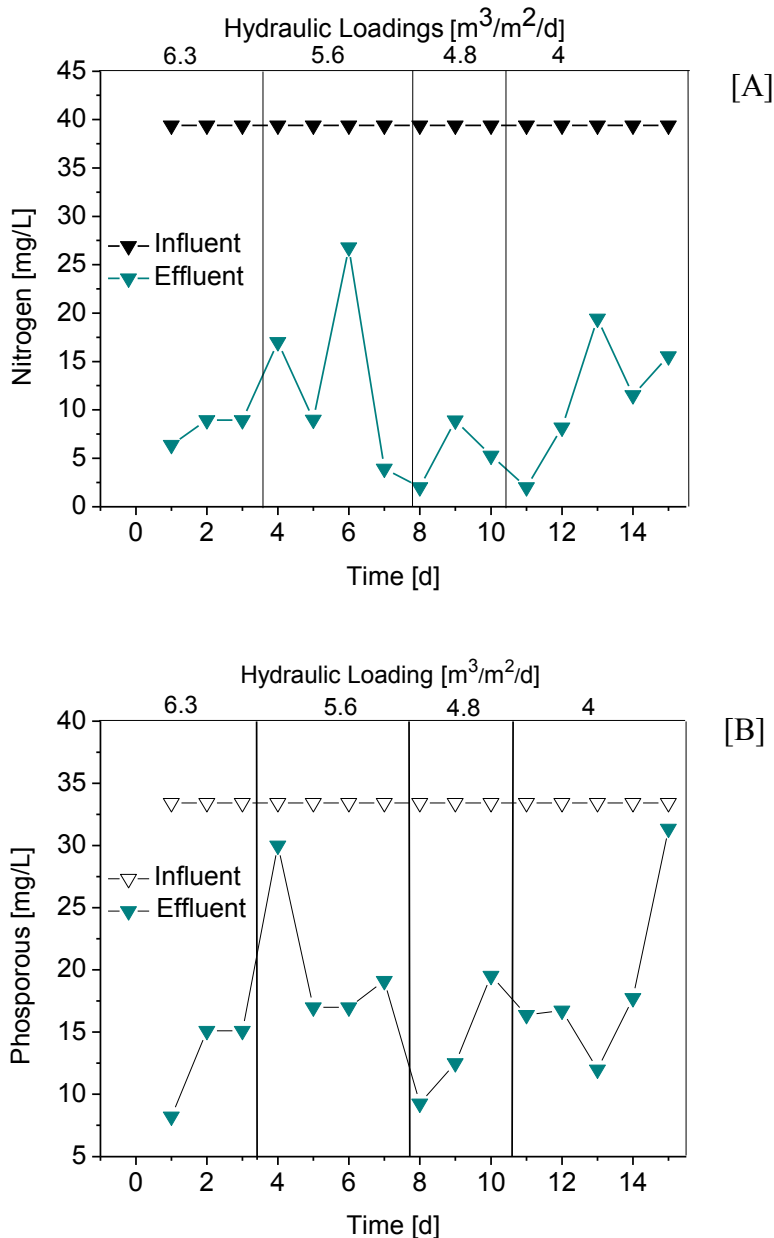 Hydraulic Loadings [m³/m²/d]
6.3 5.6 4.8 4
[A]
45
40
35
30
25
20
15
10
5
0
Nitrogen [mg/L]
Influent
Effluent
0 2 4 6 8 10 12 14
Time [d]
Hydraulic Loading [m³/m²/d]
6.3 5.6 4.8 4
[B]
40
35
30
25
20
15
10
5
Phosporous [mg/L]
Influent
Effluent
0 2 4 6 8 10 12 14
Time [d]